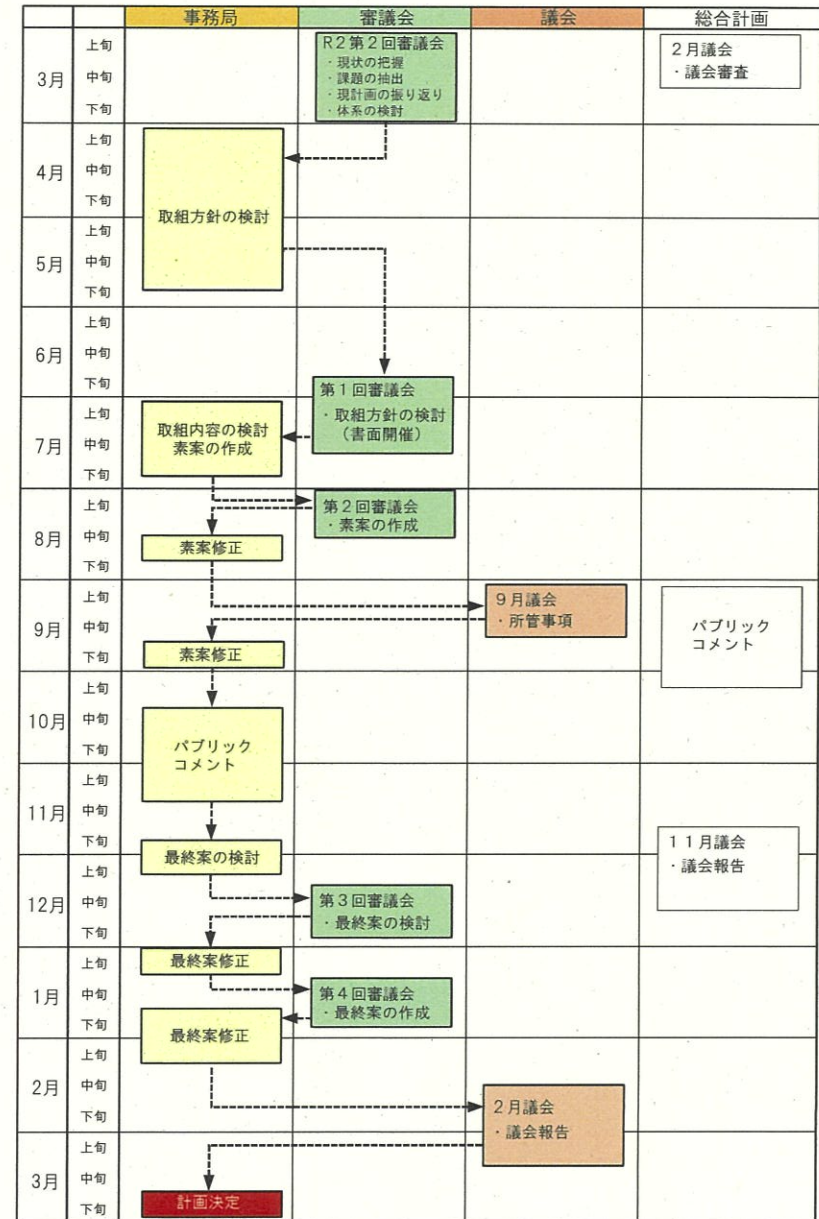 事務局 審議会 議会 総合計画
3月
上旬
中旬
下旬
R2第2回審議会
・現状の把握
・課題の抽出
・現計画の振り返り
・体系の検討
2月議会
・議会審査
4月
上旬
中旬
下旬
取組方針の検討
5月
上旬
中旬
下旬
6月
上旬
中旬
下旬
第1回審議会
・取組方針の検討
（書面開催）
7月
上旬
中旬
下旬
取組内容の検討
素案の作成
8月
上旬
中旬
下旬
第2回審議会
・素案の作成
素案修正
9月
上旬
中旬
下旬
9月議会
・所管事項
パブリック
コメント
素案修正
10月
上旬
中旬
下旬
パブリック
コメント
11月
上旬
中旬
下旬
11月議会
・議会報告
最終案の検討
12月
上旬
中旬
下旬
第3回審議会
・最終案の検討
1月
上旬
中旬
下旬
最終案修正
第4回審議会
・最終案の作成
最終案修正
2月
上旬
中旬
下旬
2月議会
・議会報告
3月
上旬
中旬
下旬
計画決定